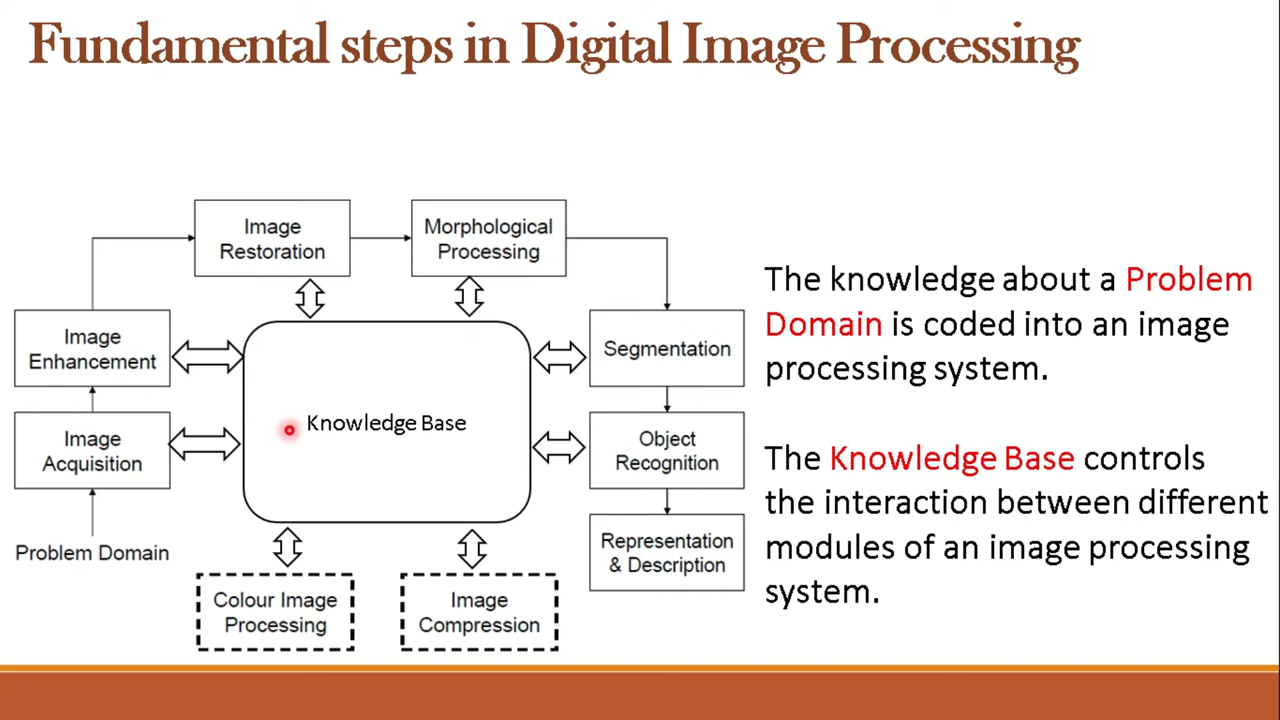 Fundamental steps in Digital Image Processing
Image
Restoration
Morphological
Processing
Image
Enhancement
Segmentation
Knowledge Base
Image
Acquisition
Object
Recognition
Problem Domain
Representation
& Description
Colour Image
Processing
Image
Compression
The knowledge about a Problem
Domain is coded into an image
processing system.
The Knowledge Base controls
the interaction between different
modules of an image processing
system.